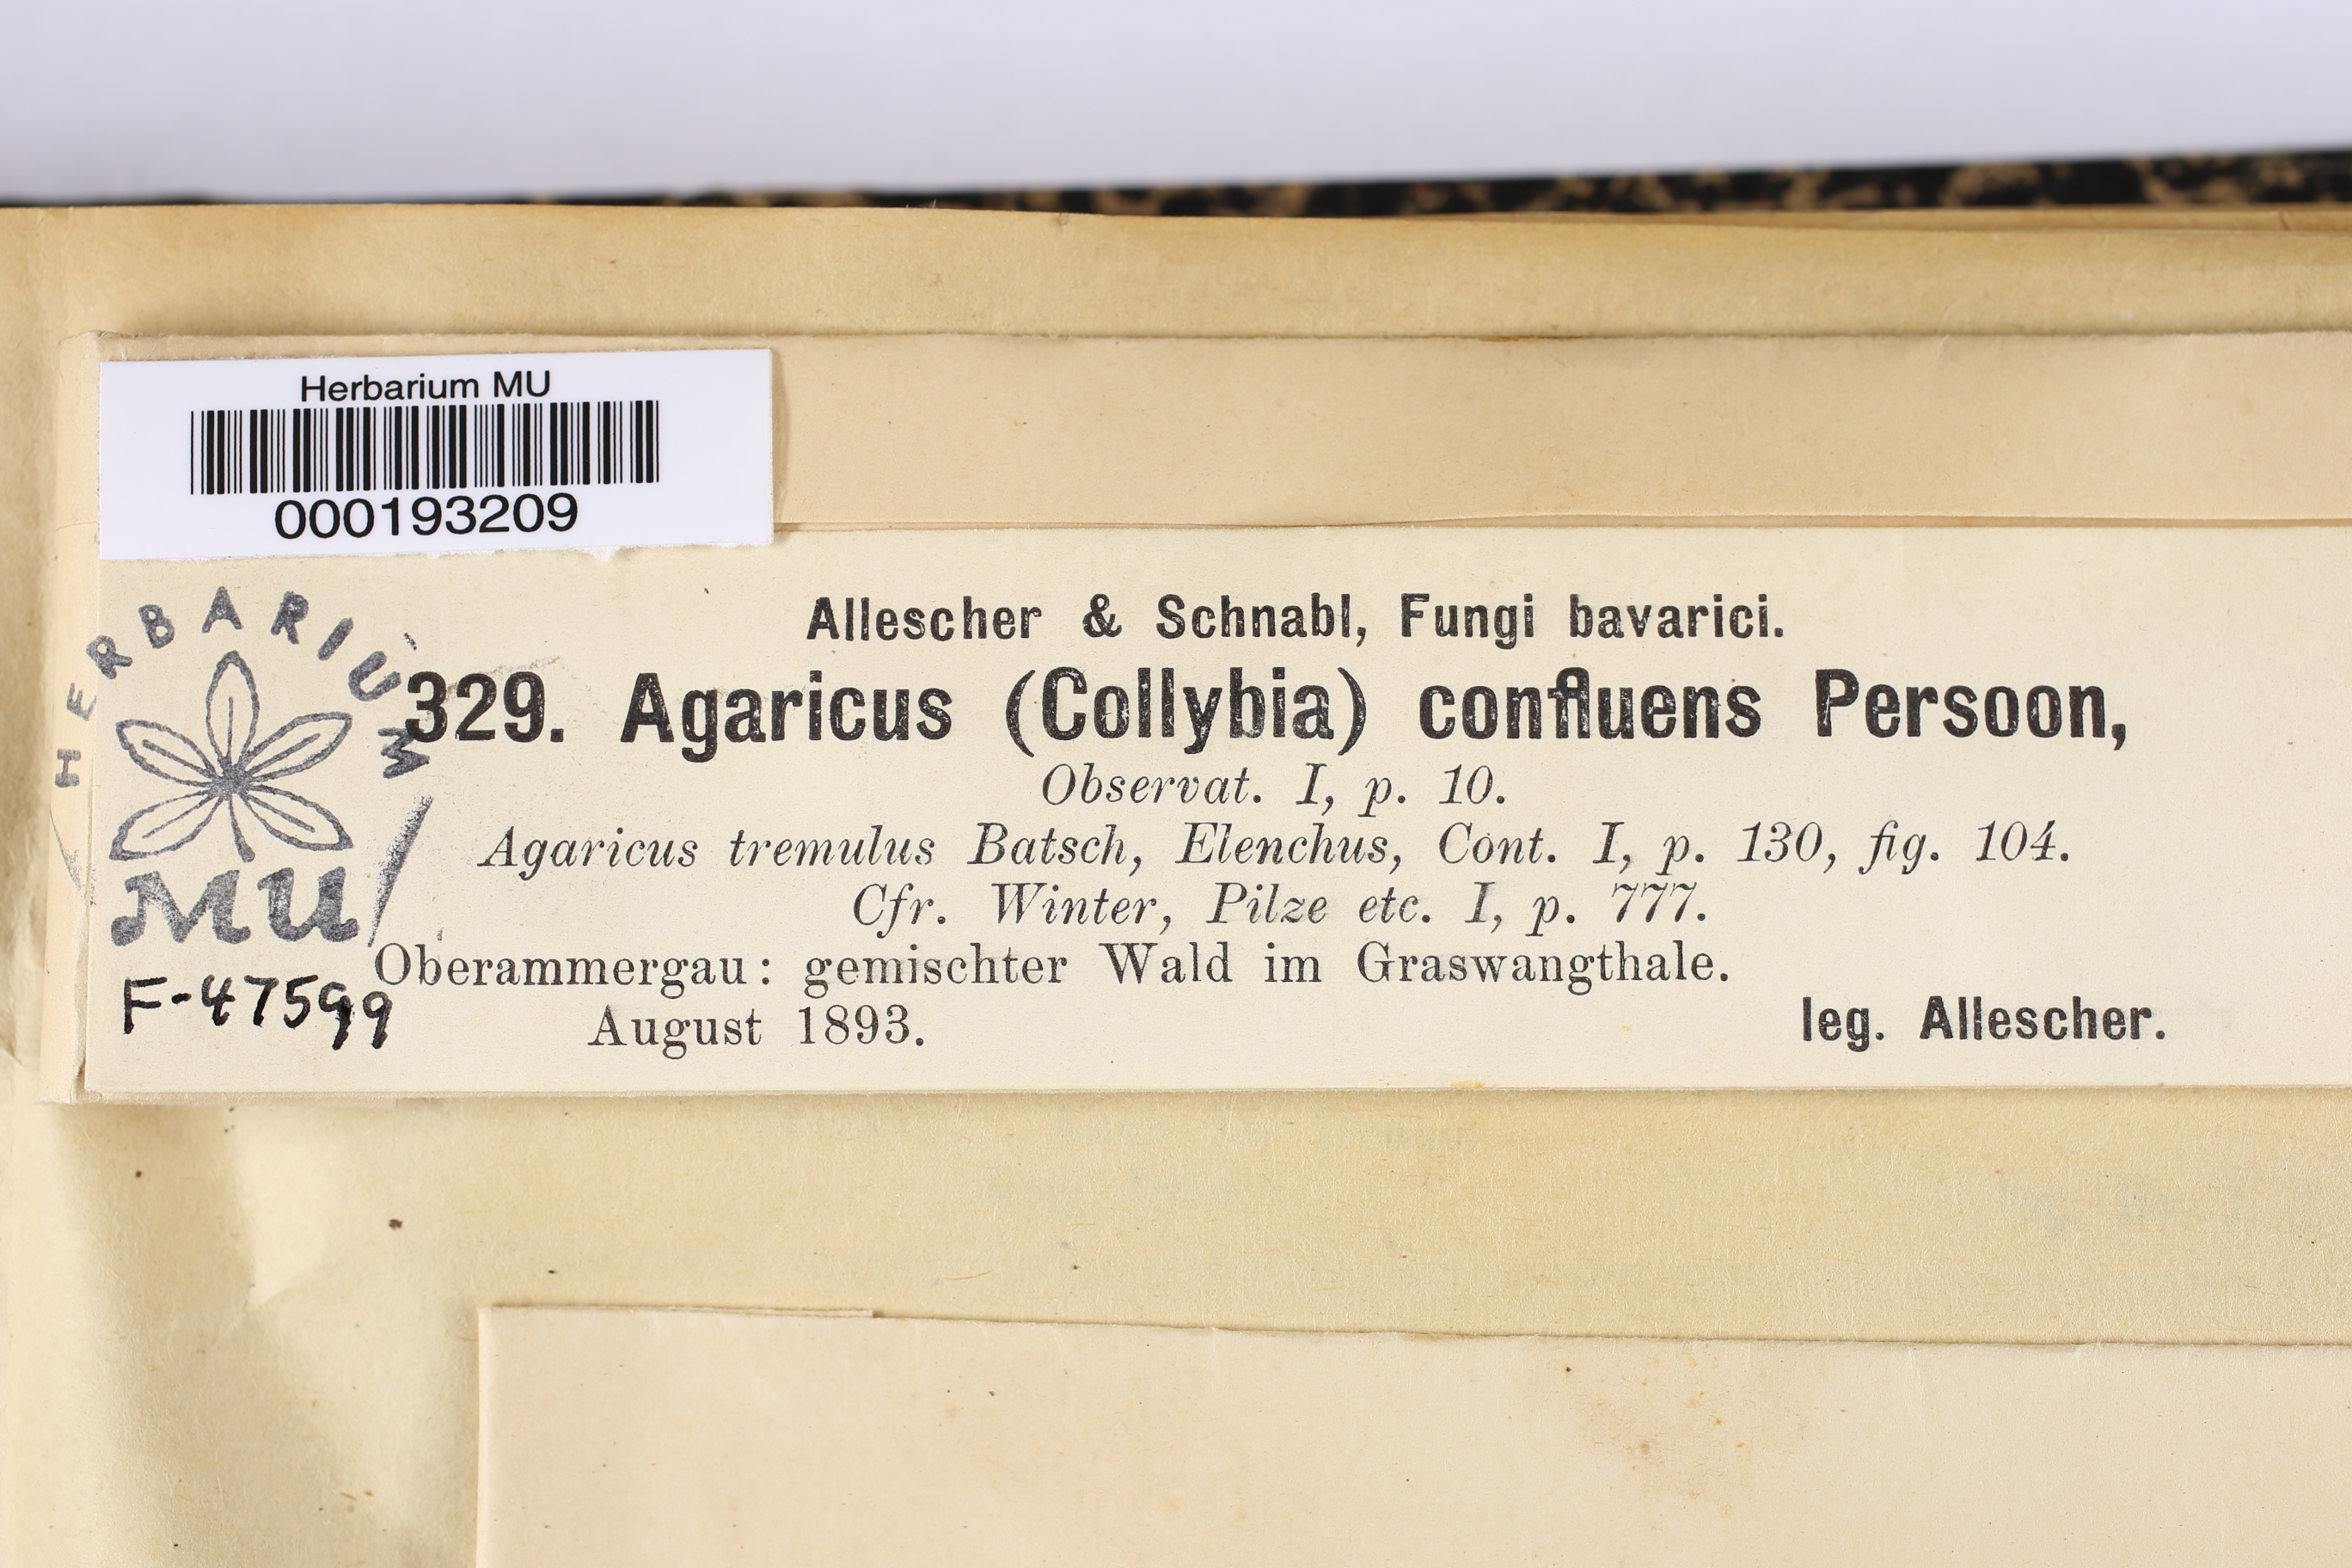 Herbarium MU
000193209
HERBARIUM
MU
F-47599
Allescher & Schnabl, Fungi bavarici.
329. Agaricus (Collybia) confluens Persoon,
Observat. I, p. 10.
Agaricus tremulus Batsch, Elenchus, Cont. I, p. 130, fig. 104.
Cfr. Winter, Pilze etc. I, p. 777.
Oberammergau: gemischter Wald im Graswangthale.
August 1893.
leg. Allescher.